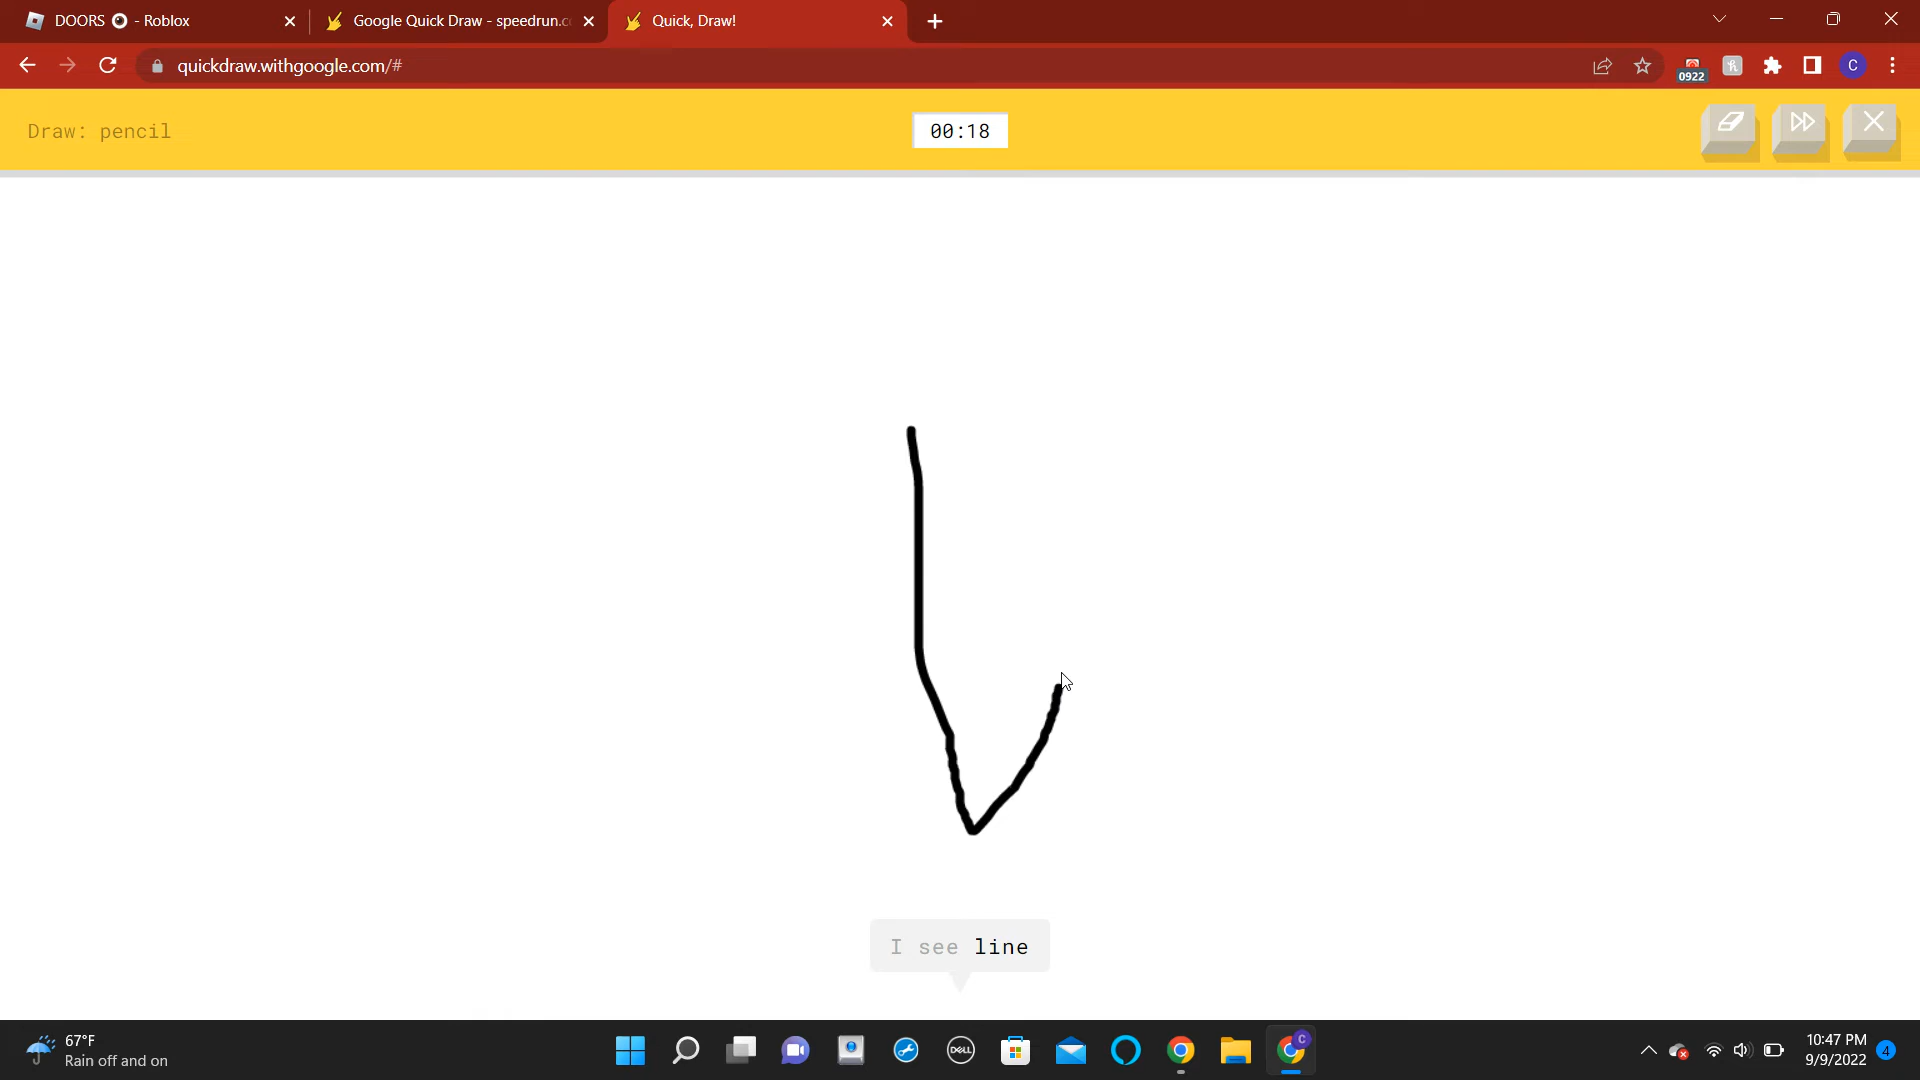 DOORS - Roblox
Google Quick Draw - speedrun.c
Quick, Draw!
quickdraw.withgoogle.com/#
0922
C
Draw: pencil
00:18
I see line
67°F
Rain off and on
DELL
C
10:47 PM
9/9/2022
4